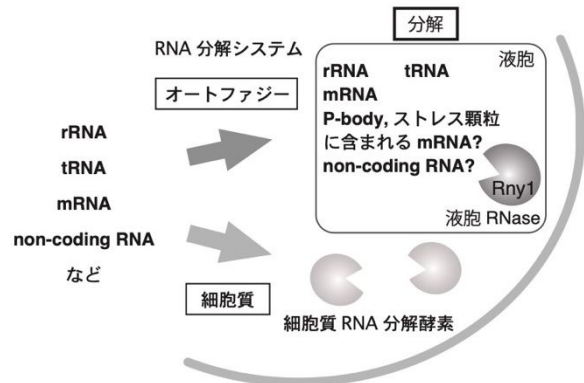 RNA 分解システム
オートファジー
rRNA
tRNA
mRNA
non-coding RNA
など
細胞質
分解
液胞
rRNA tRNA
mRNA
P-body, ストレス顆粒
に含まれる mRNA?
non-coding RNA?
Rny1
液胞 RNase
細胞質 RNA 分解酵素